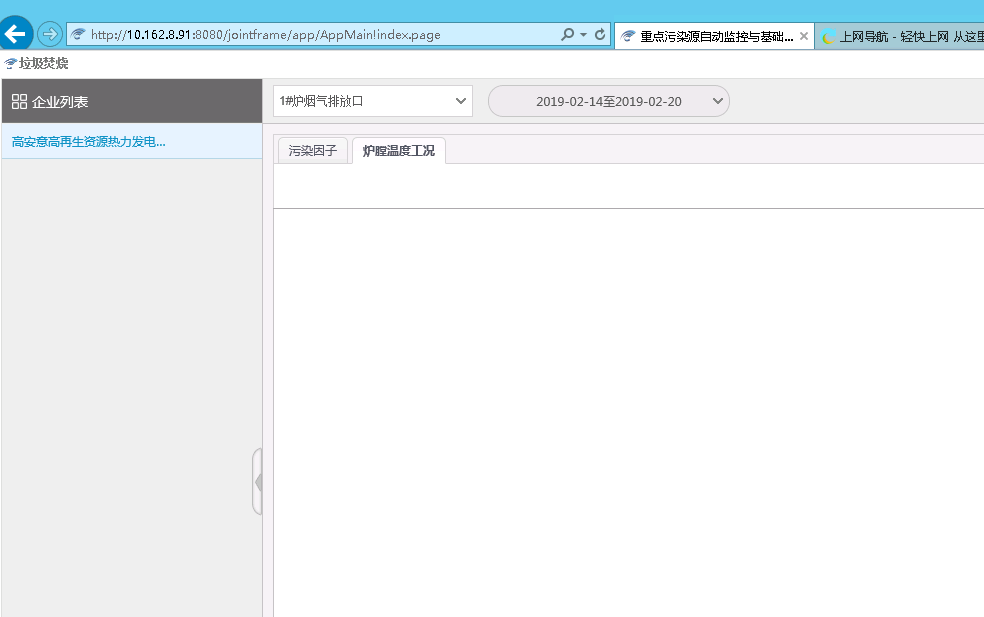 http://10.162.8.91:8080/jointframe/app/AppMain!index.page
重点污染源自动监控与基础...
上网导航 - 轻快上网 从这里
垃圾焚烧
企业列表
1#炉烟气排放口
2019-02-14至2019-02-20
高安意高再生资源热力发电...
污染因子
炉膛温度工况